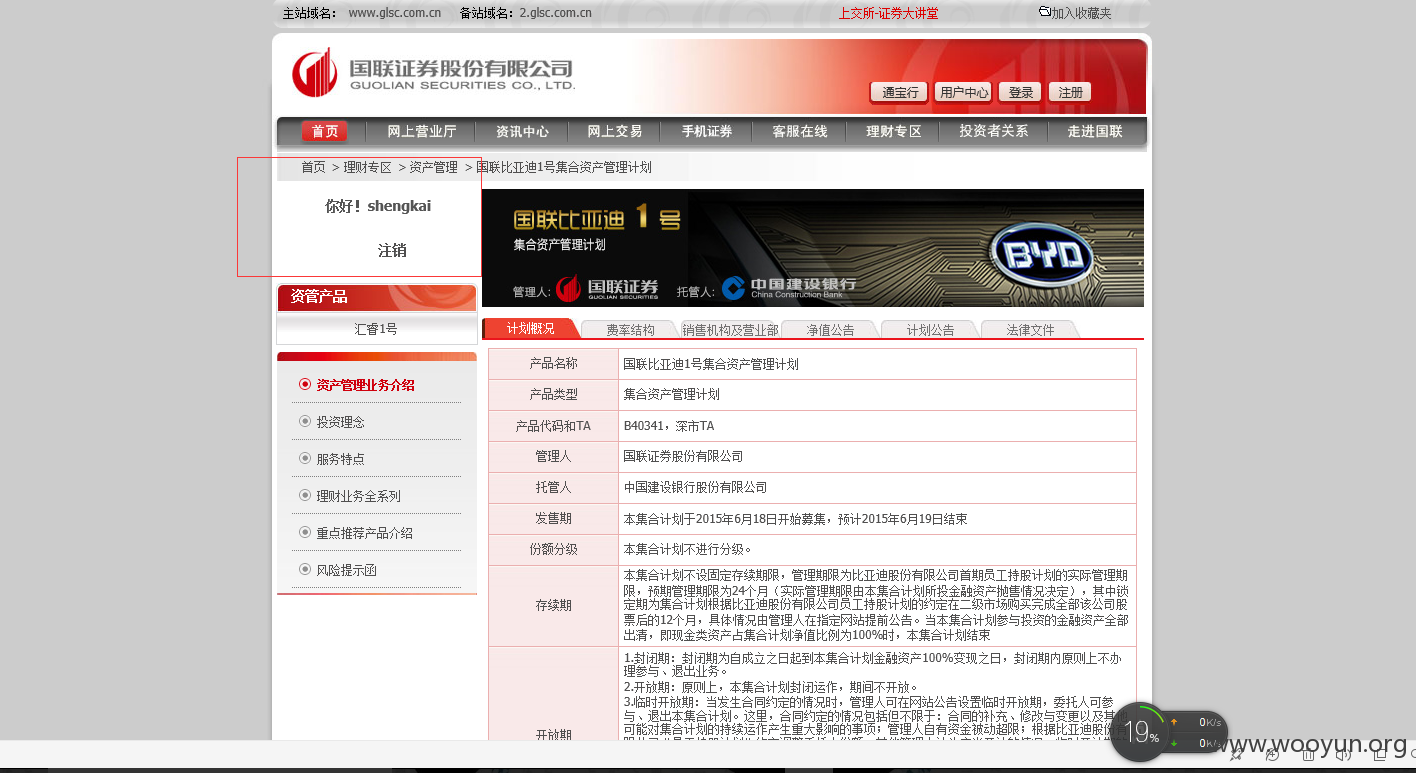 主站域名： www.glsc.com.cn 备站域名：2.glsc.com.cn 上交所-证券大讲堂 加入收藏夹
国联证券股份有限公司
GUOLIAN SECURITIES CO., LTD.
通宝行 用户中心 登录 注册
首页 网上营业厅 资讯中心 网上交易 手机证券 客服在线 理财专区 投资者关系 走进国联
首页 > 理财专区 > 资产管理 > 国联比亚迪1号集合资产管理计划
你好！shengkai
注销
国联比亚迪1号
集合资产管理计划
管理人: 国联证券 GUOLIAN SECURITIES 托管人: 中国建设银行 China Construction Bank
BYD
资管产品
汇睿1号
资产管理业务介绍
投资理念
服务特点
理财业务全系列
重点推荐产品介绍
风险提示函
计划概况 费率结构 销售机构及营业部 净值公告 计划公告 法律文件
产品名称 国联比亚迪1号集合资产管理计划
产品类型 集合资产管理计划
产品代码和TA B40341，深市TA
管理人 国联证券股份有限公司
托管人 中国建设银行股份有限公司
发售期 本集合计划于2015年6月18日开始募集，预计2015年6月19日结束
份额分级 本集合计划不进行分级。
存续期
本集合计划不设固定存续期限，管理期限为比亚迪股份有限公司首期员工持股计划的实际管理期
限，预期管理期限为24个月（实际管理期限由本集合计划所投金融资产抛售情况决定），其中锁
定期为集合计划根据比亚迪股份有限公司员工持股计划的约定在二级市场购买完成全部该公司股
票后的12个月，具体情况由管理人在指定网站提前公告。当本集合计划参与投资的金融资产全部
出清，即现金类资产占集合计划净值比例为100%时，本集合计划结束
开放期
1.封闭期：封闭期为自成立之日起到本集合计划金融资产100%变现之日，封闭期内原则上不办
理参与、退出业务。
2.开放期：原则上，本集合计划封闭运作，期间不开放。
3.临时开放期：当发生合同约定的情况时，管理人可在网站公告设置临时开放期，委托人可参
与、退出本集合计划。这里，合同约定的情况包括但不限于：合同的补充、修改与变更以及其他
可能对集合计划的持续运作产生重大影响的事项；管理人自有资金被动超限；根据比亚迪股份有
19% 0K/s
0K/s
www.wooyun.org